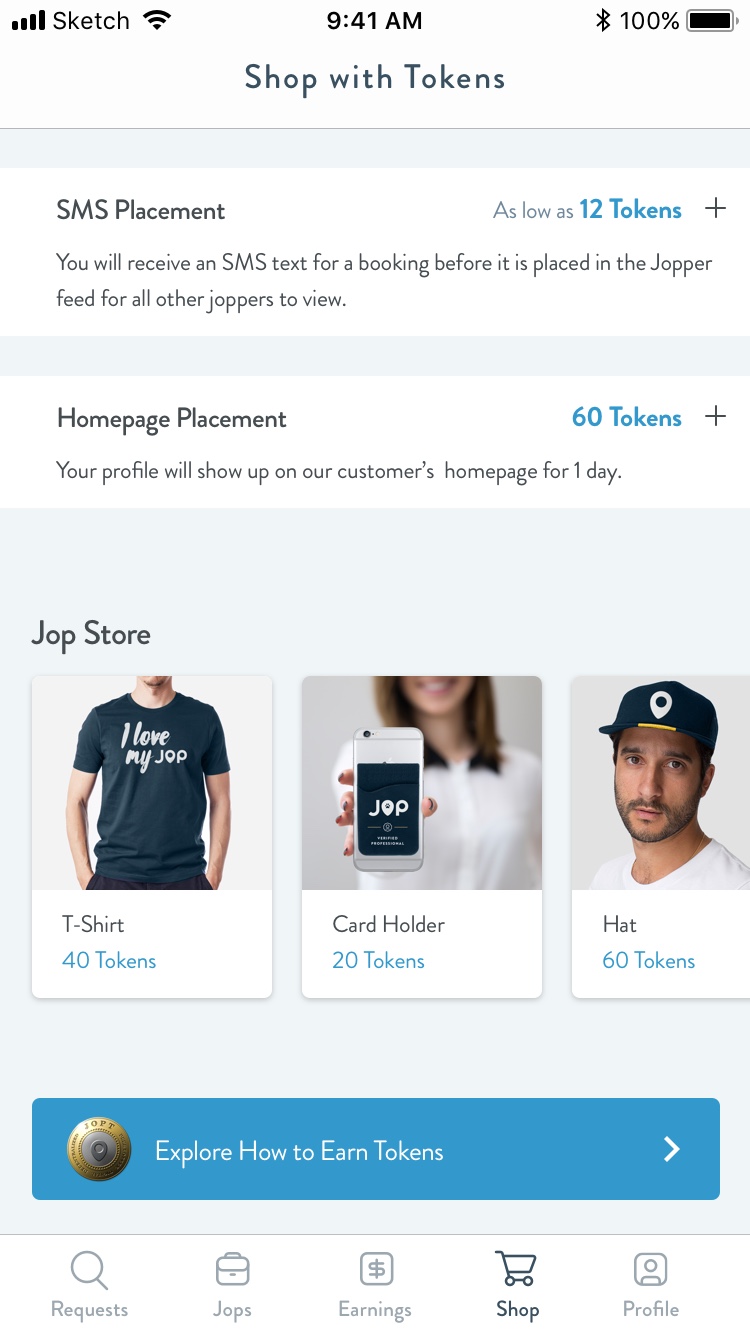 Sketch 9:41 AM 100%
Shop with Tokens
SMS Placement As low as 12 Tokens +
You will receive an SMS text for a booking before it is placed in the Jopper
feed for all other joppers to view.
Homepage Placement 60 Tokens +
Your profile will show up on our customer’s homepage for 1 day.
Jop Store
I love
my JOP
JOP
VERIFIED
PROFESSIONAL
T-Shirt
40 Tokens
Card Holder
20 Tokens
Hat
60 Tokens
JOPT
Explore How to Earn Tokens
Requests Jops Earnings Shop Profile